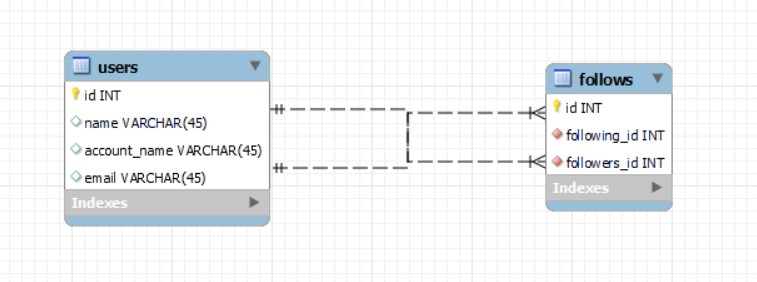 users
id INT
name VARCHAR(45)
account_name VARCHAR(45)
email VARCHAR(45)
Indexes
follows
id INT
following_id INT
followers_id INT
Indexes